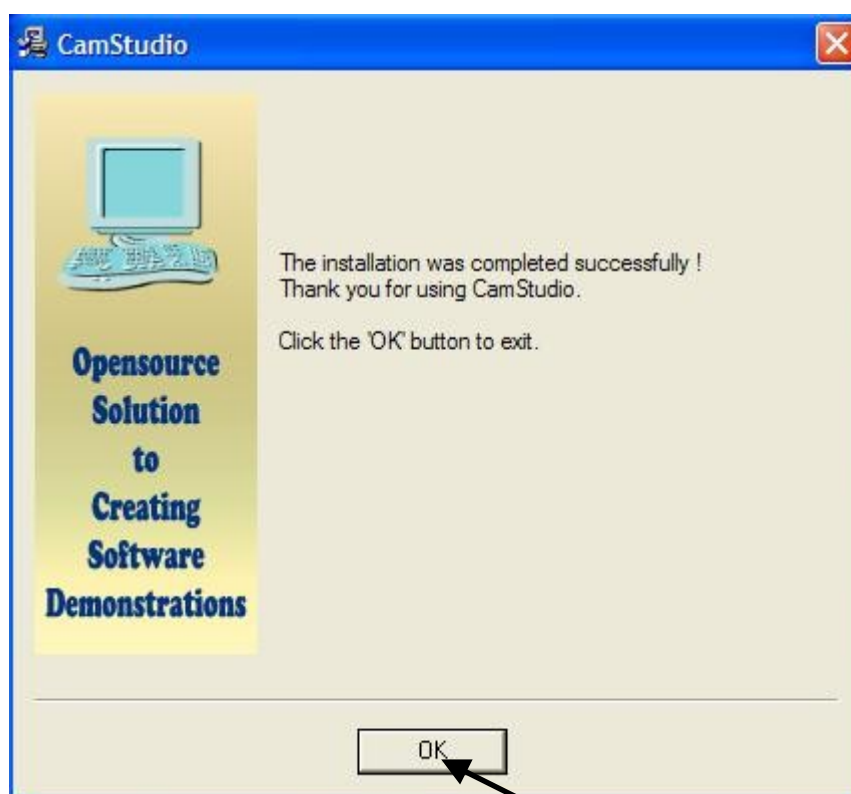 CamStudio
The installation was completed successfully !
Thank you for using CamStudio.
Click the 'OK' button to exit.
Opensource
Solution
to
Creating
Software
Demonstrations
OK